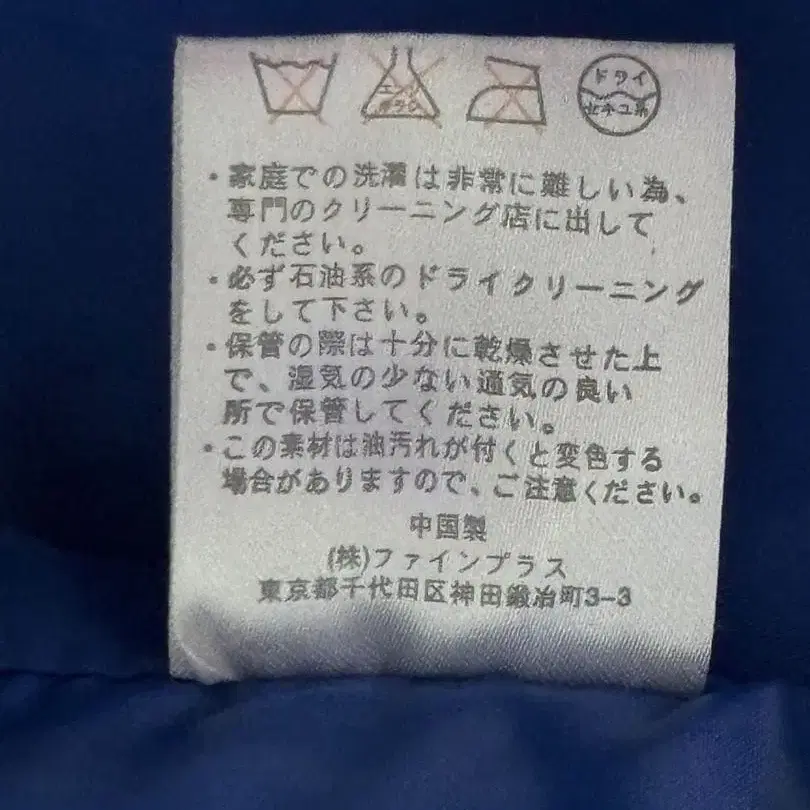 エンソ
サラシ
ドライ
セキユ系
・家庭での洗濯は非常に難しい為、
専門のクリーニング店に出して
ください。
・必ず石油系のドライクリーニング
をして下さい。
・保管の際は十分に乾燥させた上
で、湿気の少ない通気の良い
所で保管してください。
・この素材は油汚れが付くと変色する
場合がありますので、ご注意ください。
中国製
(株)ファインプラス
東京都千代田区神田鍛冶町3-3